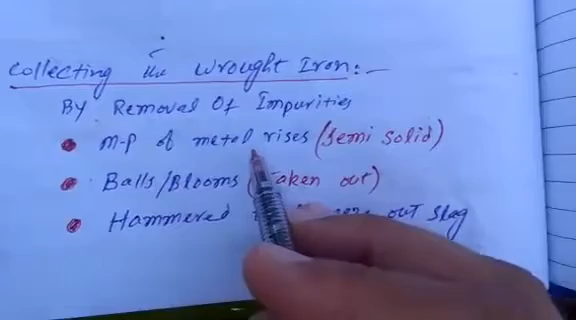 Collecting the Wrought Iron:-
By Removal Of Impurities
M.P of metal rises (Semi Solid)
Balls/Blooms (Taken out)
Hammered out slag